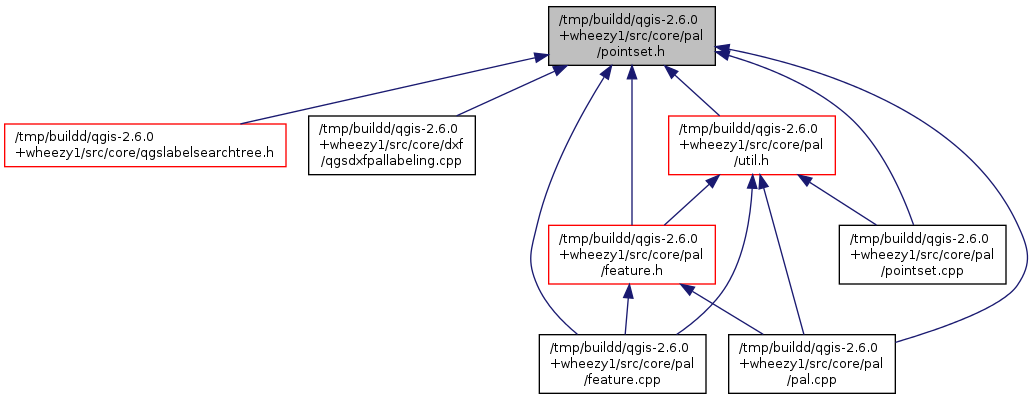 /tmp/buildd/qgis-2.6.0
+wheezy1/src/core/pal
/pointset.h
/tmp/buildd/qgis-2.6.0
+wheezy1/src/core/qgslabelsearchtree.h
/tmp/buildd/qgis-2.6.0
+wheezy1/src/core/dxf
/qgsdxfpallabeling.cpp
/tmp/buildd/qgis-2.6.0
+wheezy1/src/core/pal
/util.h
/tmp/buildd/qgis-2.6.0
+wheezy1/src/core/pal
/feature.h
/tmp/buildd/qgis-2.6.0
+wheezy1/src/core/pal
/pointset.cpp
/tmp/buildd/qgis-2.6.0
+wheezy1/src/core/pal
/feature.cpp
/tmp/buildd/qgis-2.6.0
+wheezy1/src/core/pal
/pal.cpp